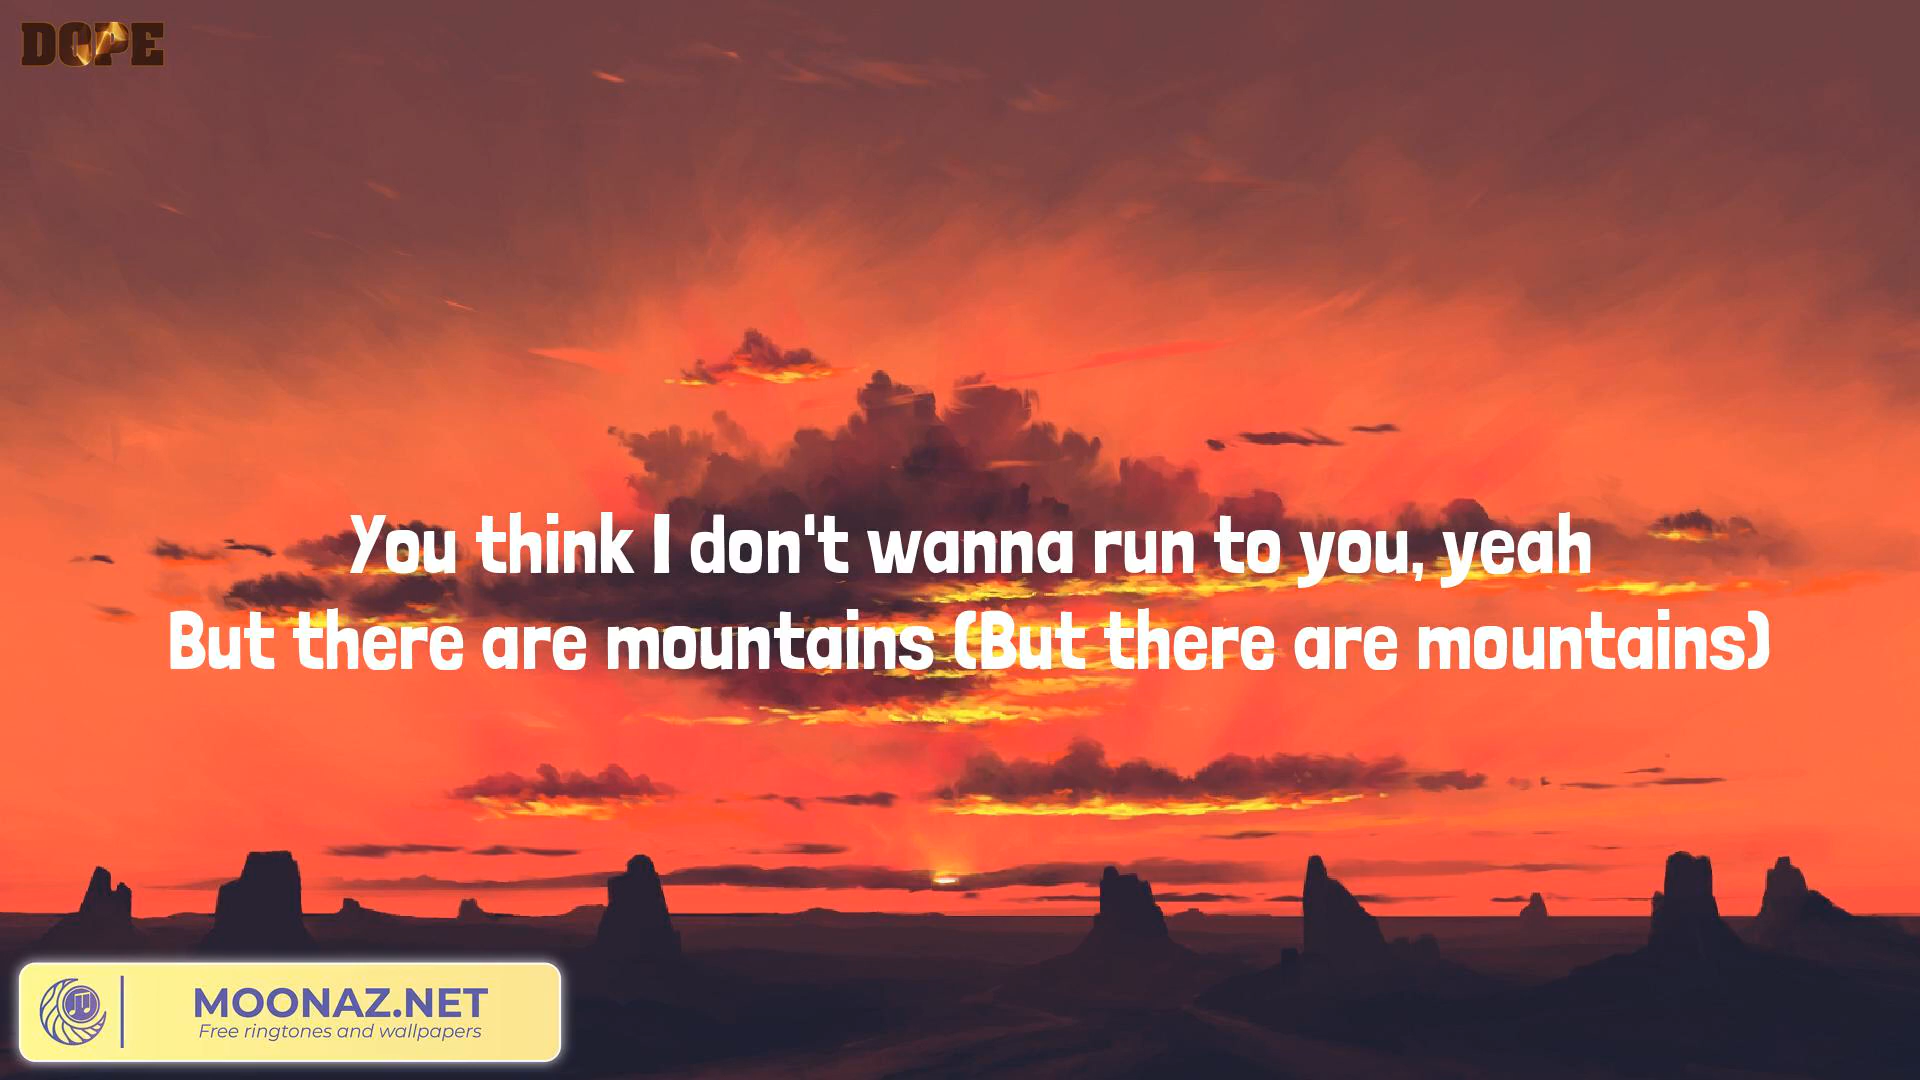 DOPE
You think I don't wanna run to you, yeah
But there are mountains (But there are mountains)
MOONAZ.NET
Free ringtones and wallpapers